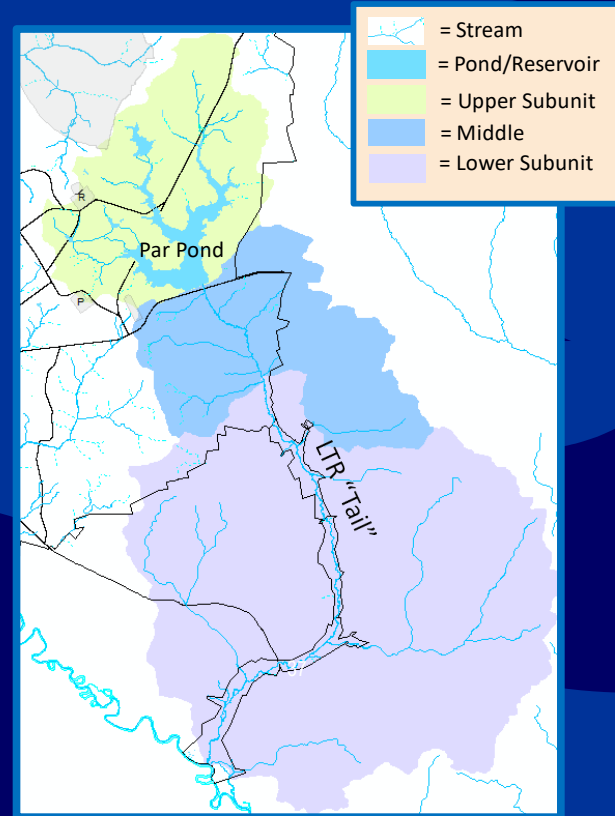 = Stream
= Pond/Reservoir
= Upper Subunit
= Middle
= Lower Subunit
R
Par Pond
P
LTR “Tail”